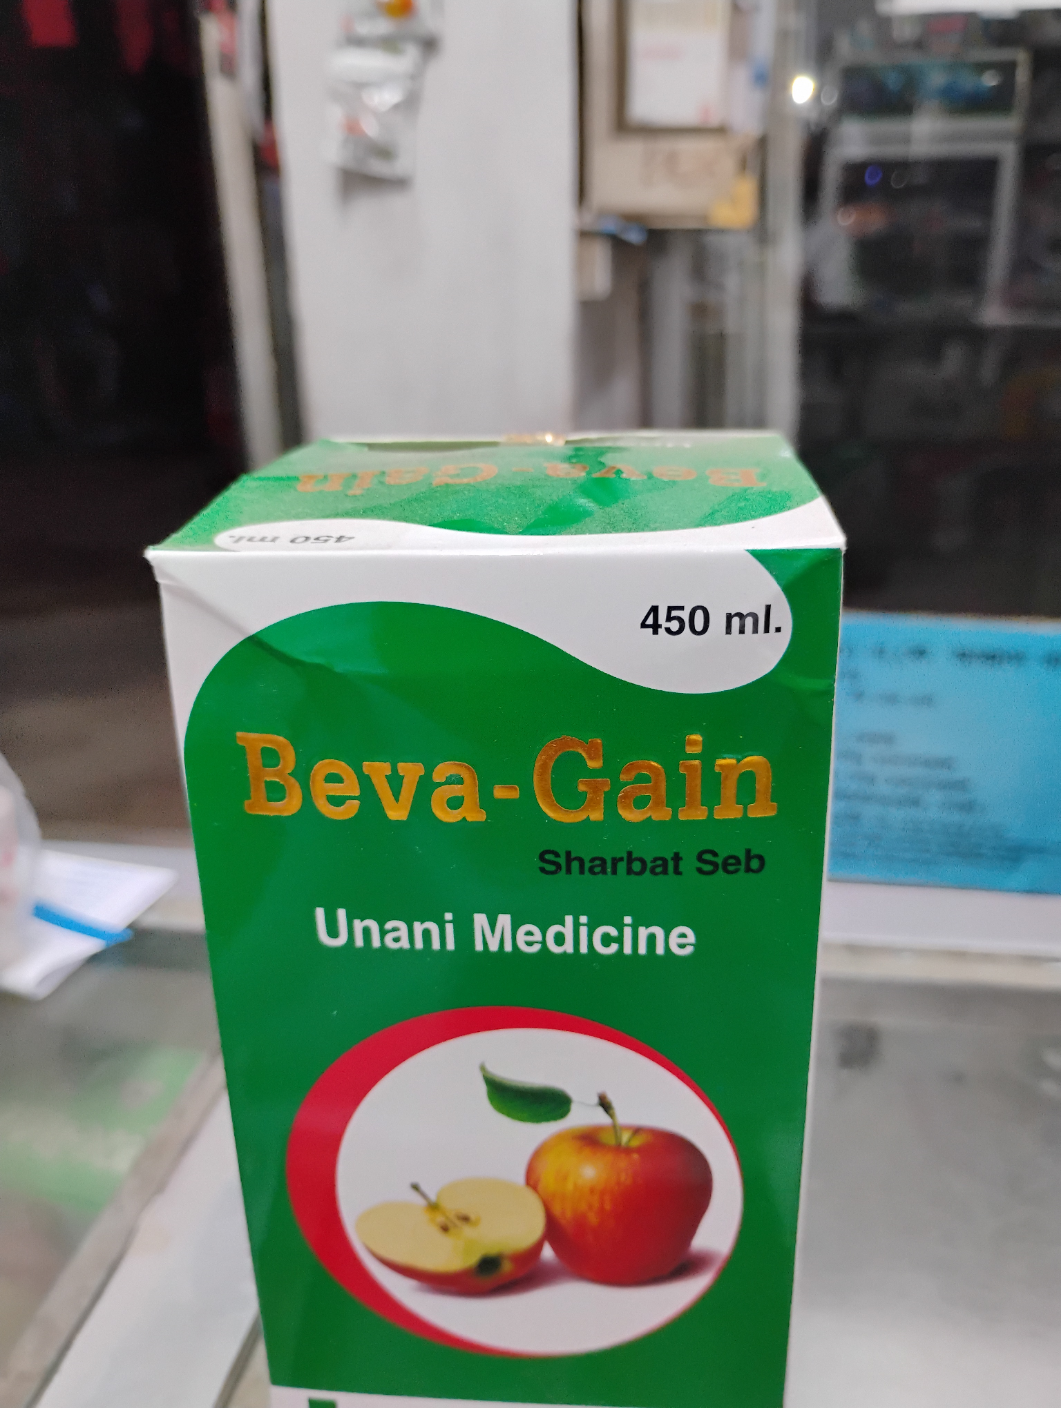 Beva-Gain
450 ml.
450 ml.
Beva-Gain
Sharbat Seb
Unani Medicine